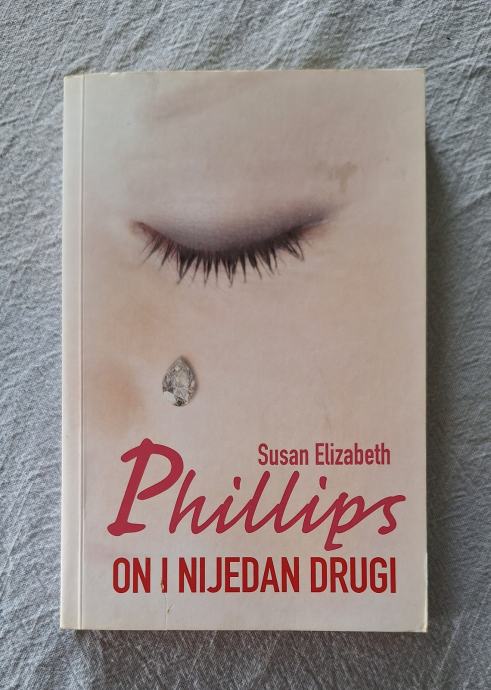 Susan Elizabeth
Phillips
ON I NIJEDAN DRUGI